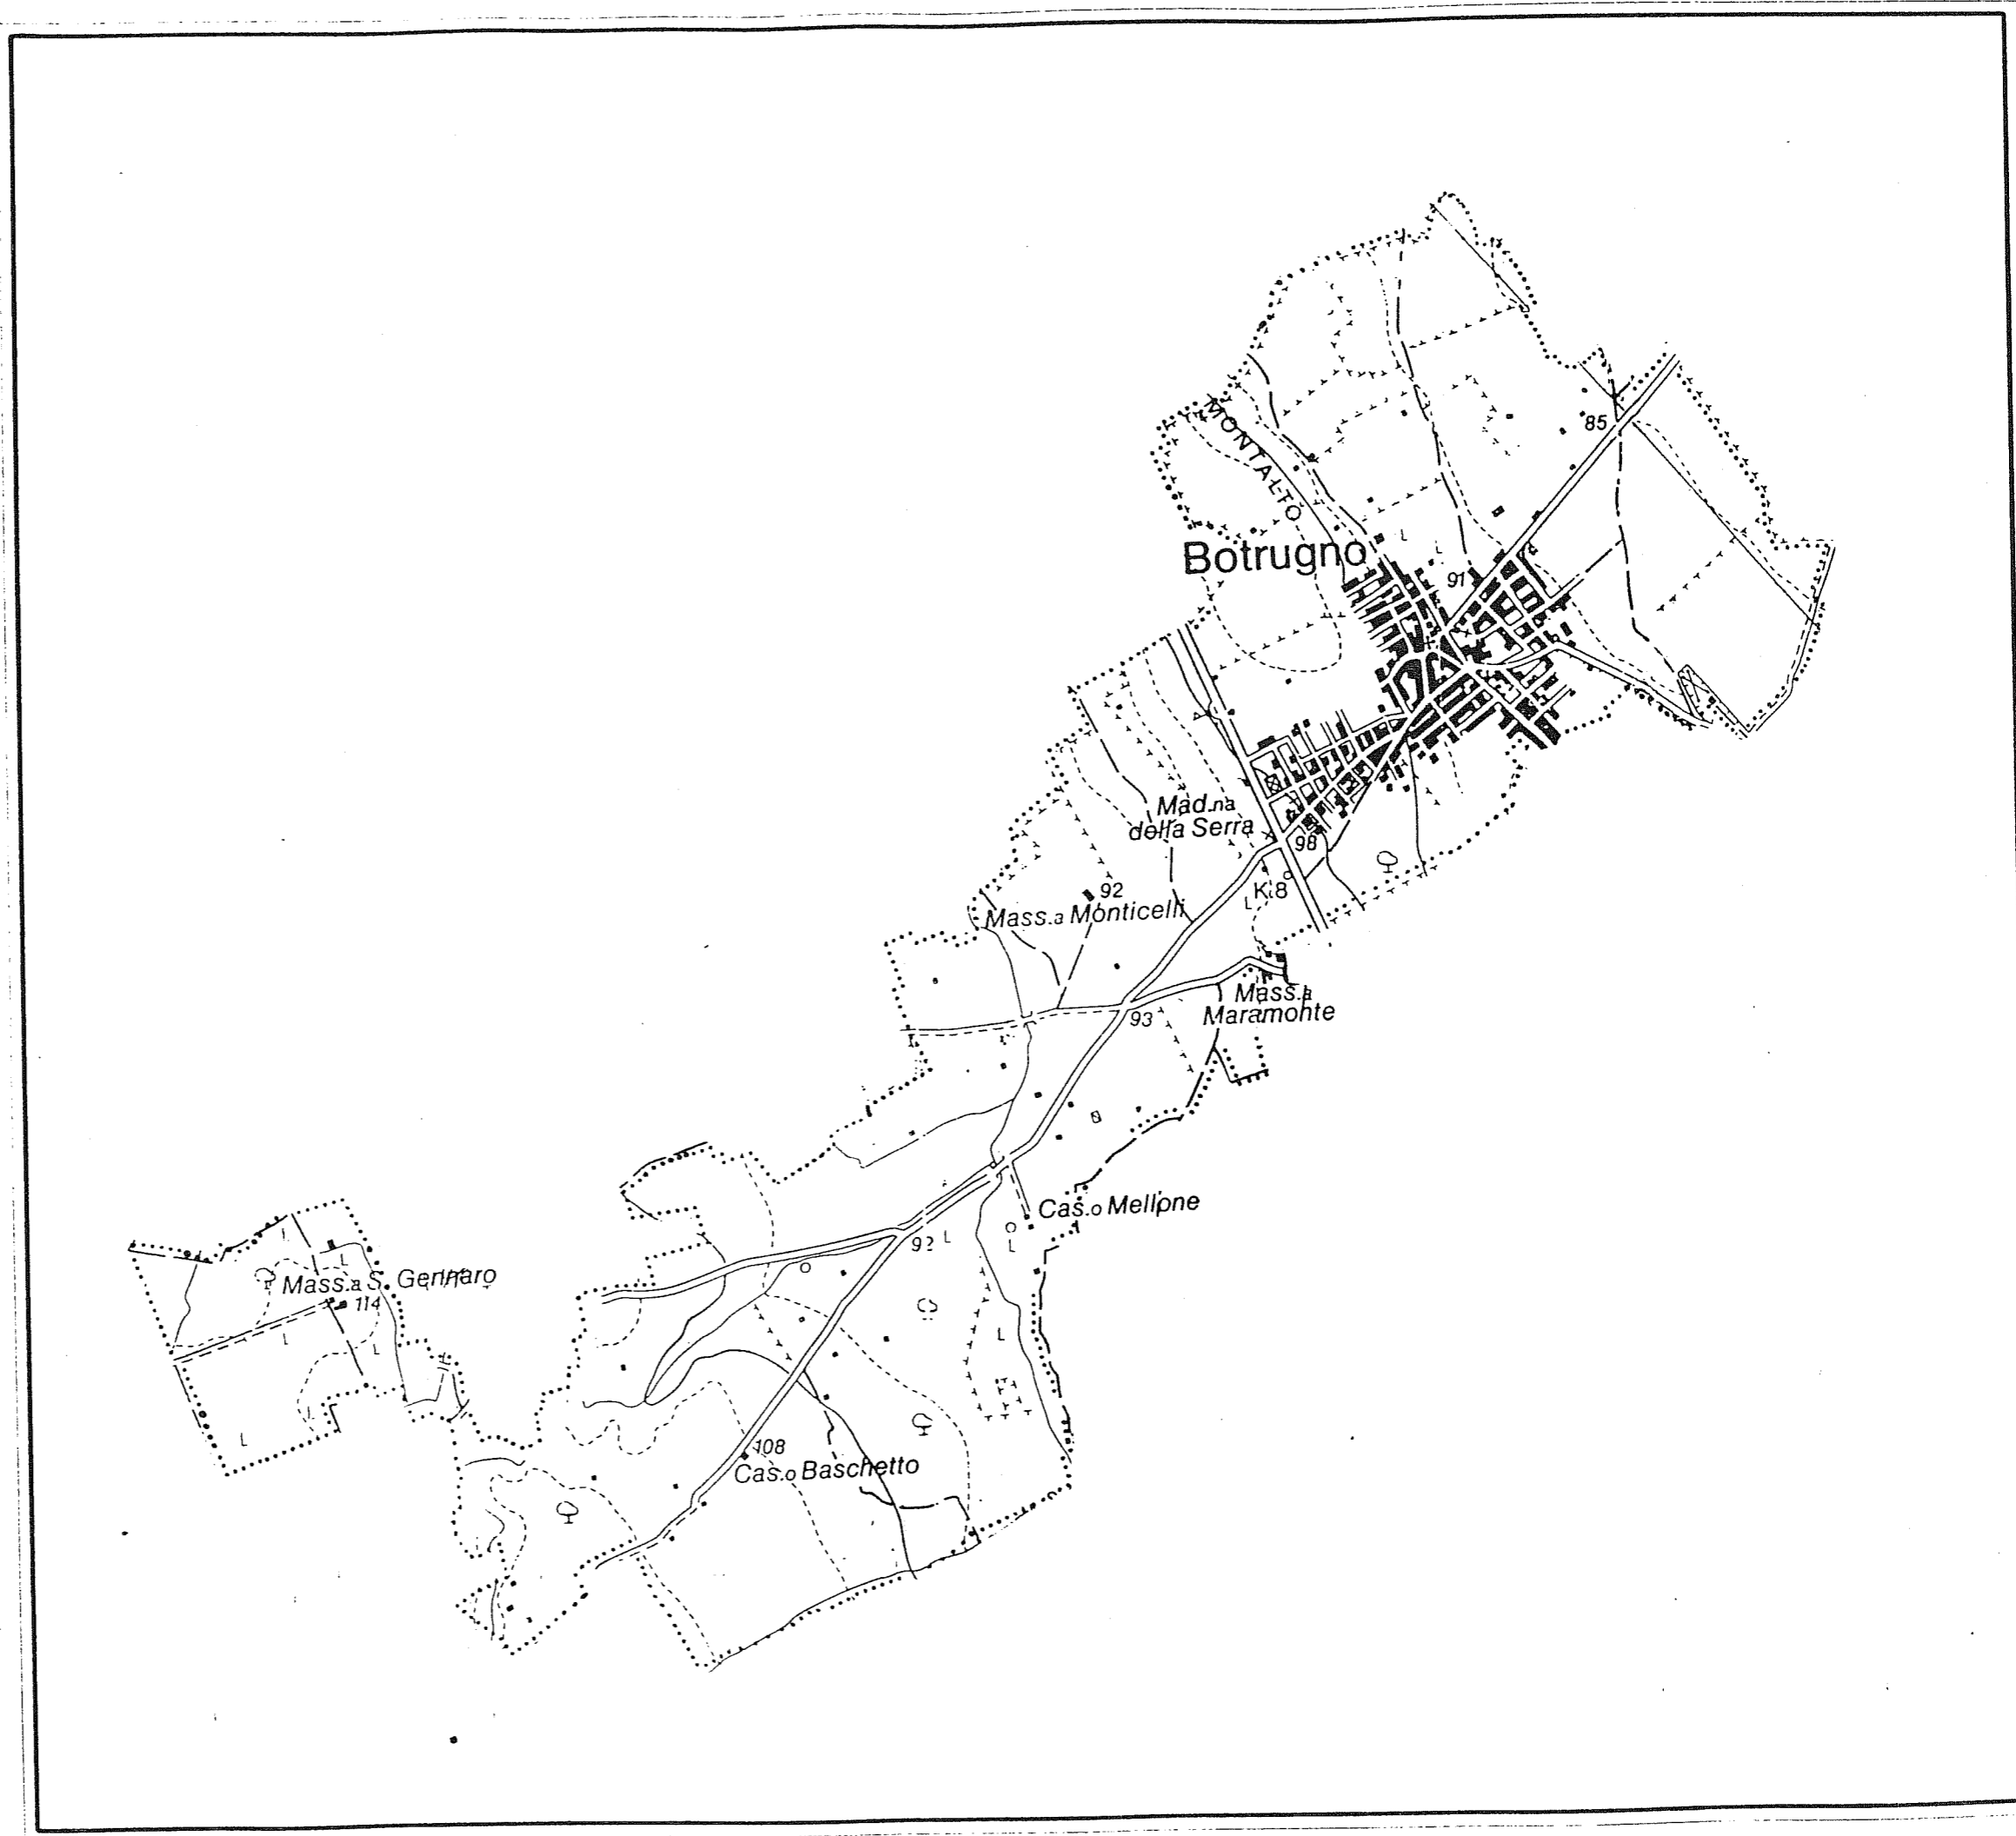 MONTALTO
85
Botrugno
91
Mad.na
della Serra
98
K.8
92
Mass.a Monticelli
Mass.a
Maramonte
93
Cas.o Mellone
92
Mass.a S. Gennaro
114
108
Cas.o Baschetto
L
L
L
L
L
L
L
L
L
L
L
L